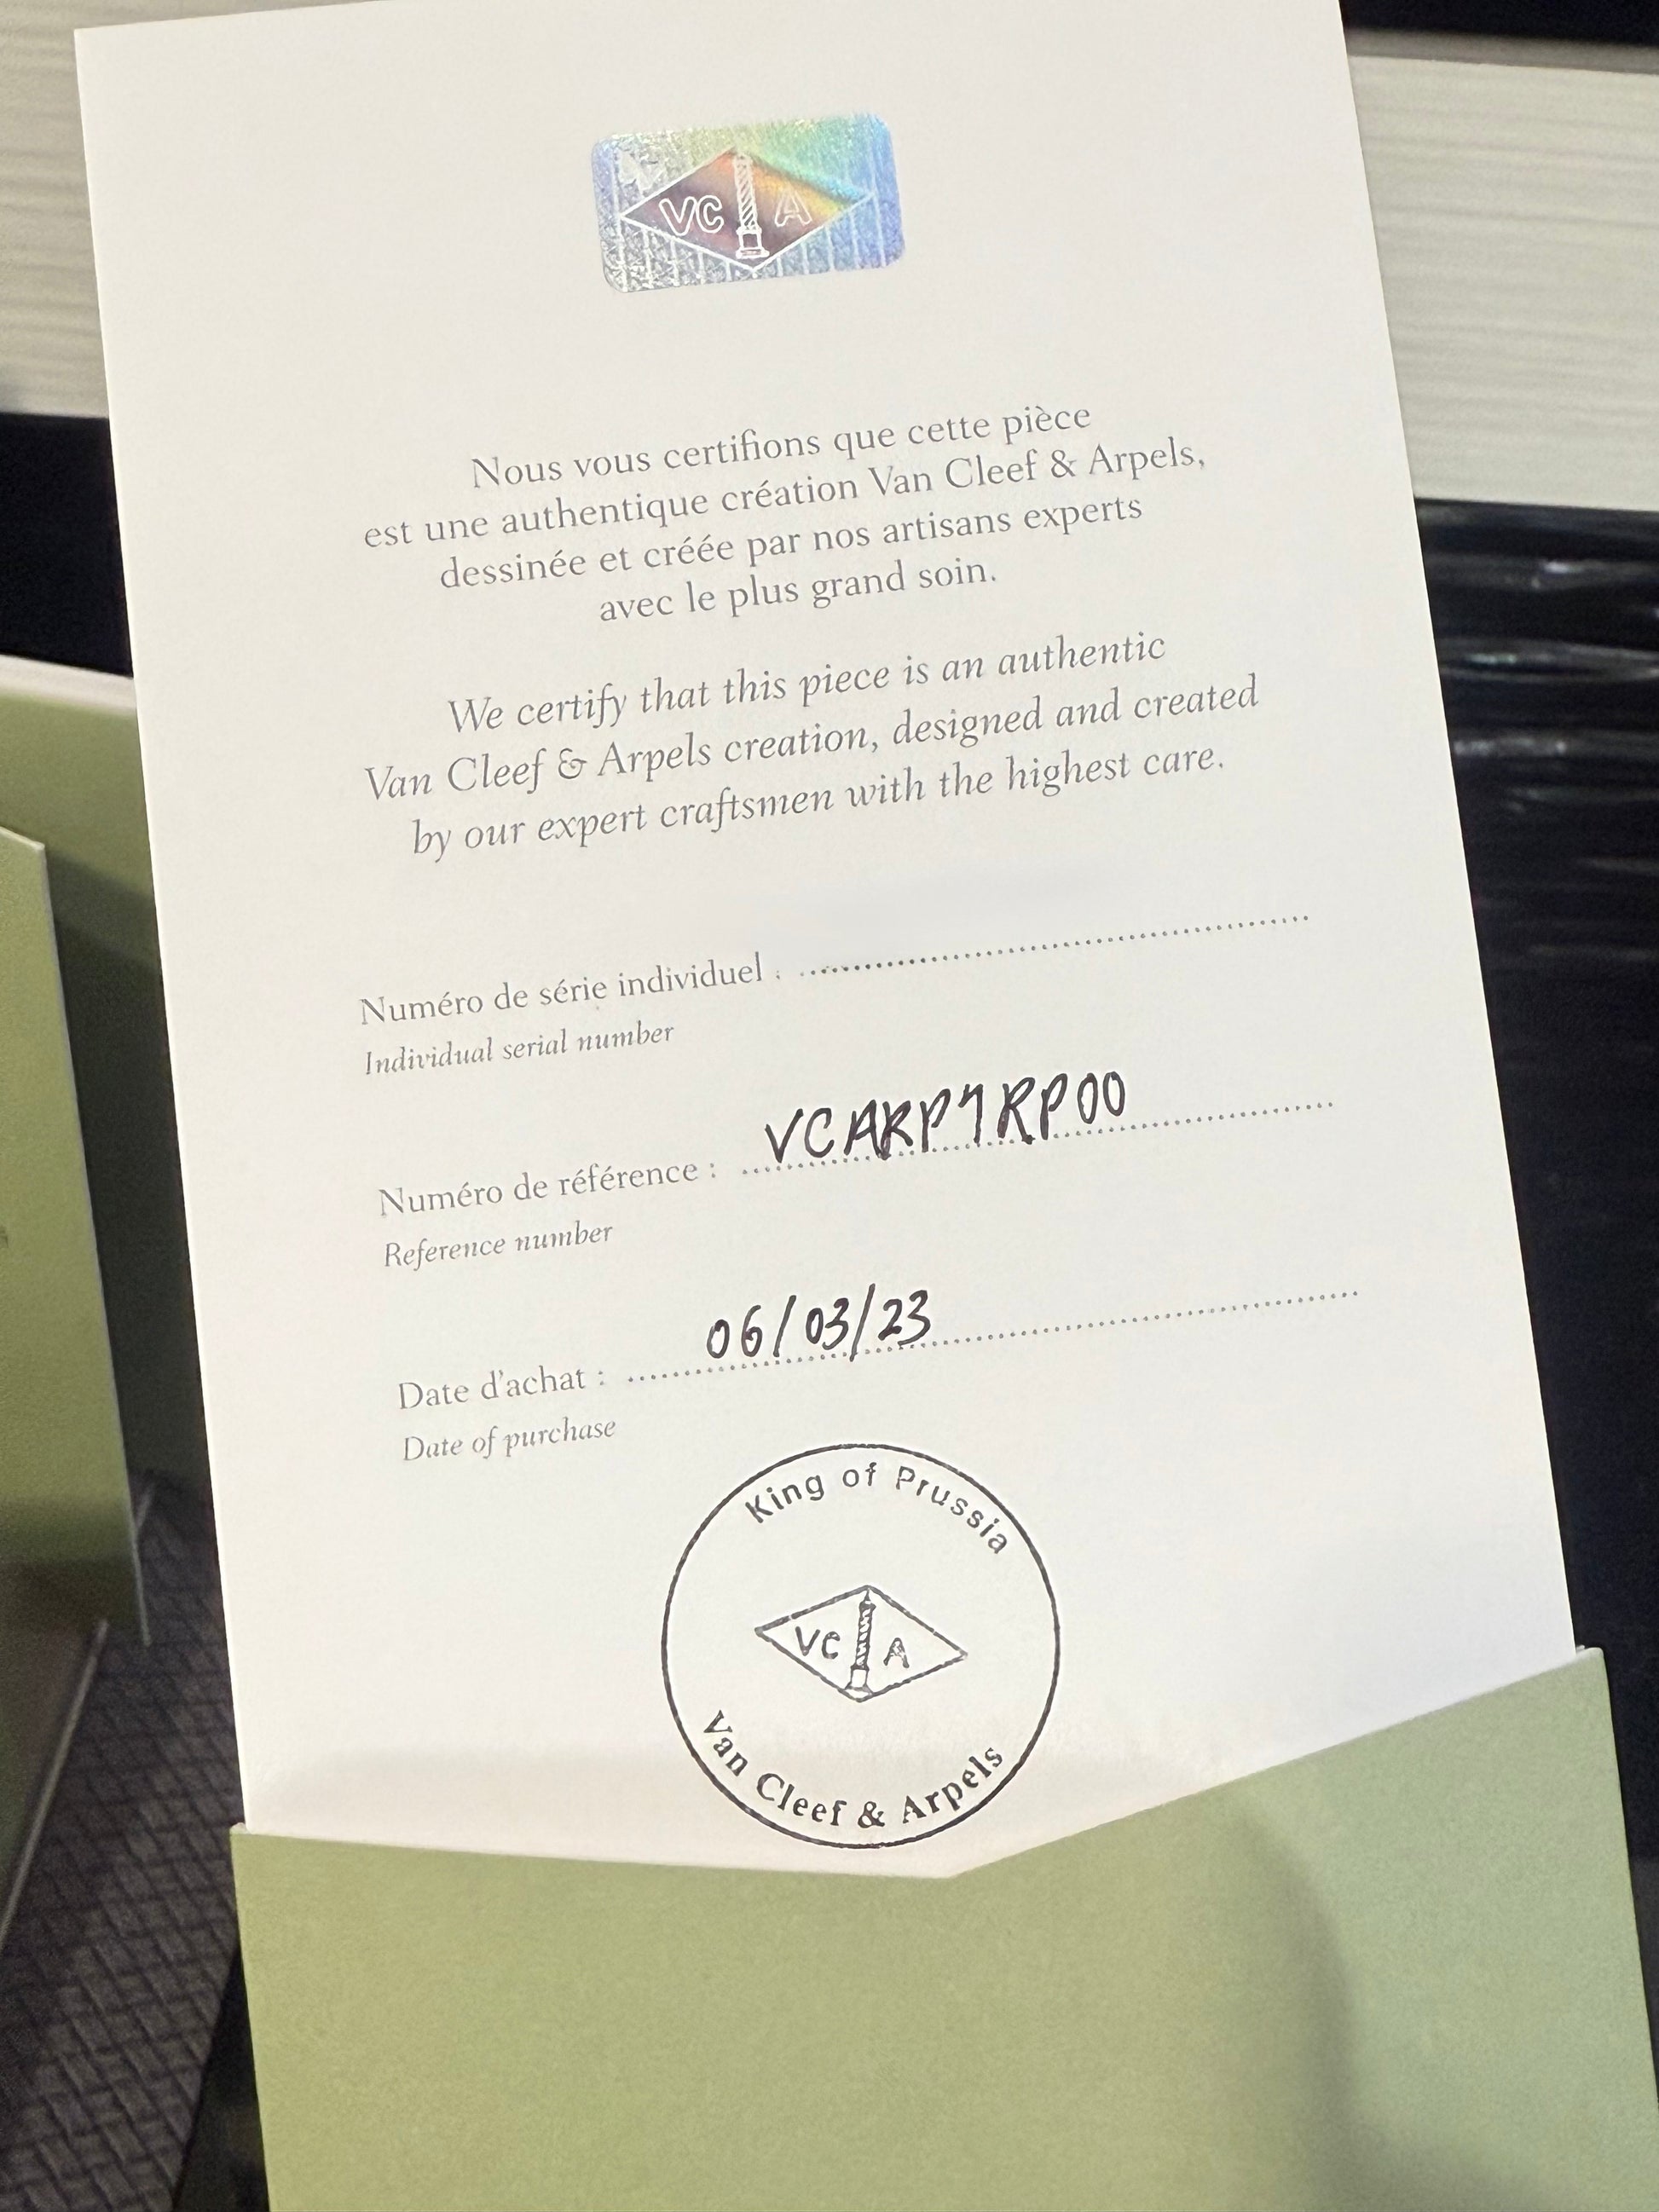 VC A
Nous vous certifions que cette pièce
est une authentique création Van Cleef & Arpels,
dessinée et créée par nos artisans experts
avec le plus grand soin.
We certify that this piece is an authentic
Van Cleef & Arpels creation, designed and created
by our expert craftsmen with the highest care.
Numéro de série individuel :
Individual serial number
Numéro de référence : VCARP7RP00
Reference number
Date d'achat : 06/03/23
Date of purchase
King of Prussia
VC A
Van Cleef & Arpels